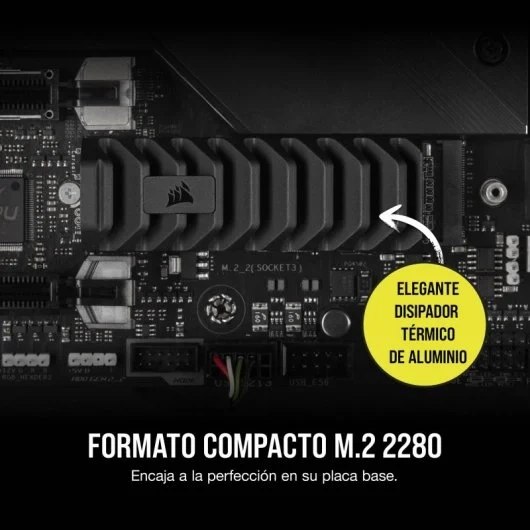 M.2_2(SOCKET3)
ELEGANTE
DISIPADOR
TÉRMICO
DE ALUMINIO
FORMATO COMPACTO M.2 2280
Encaja a la perfección en su placa base.